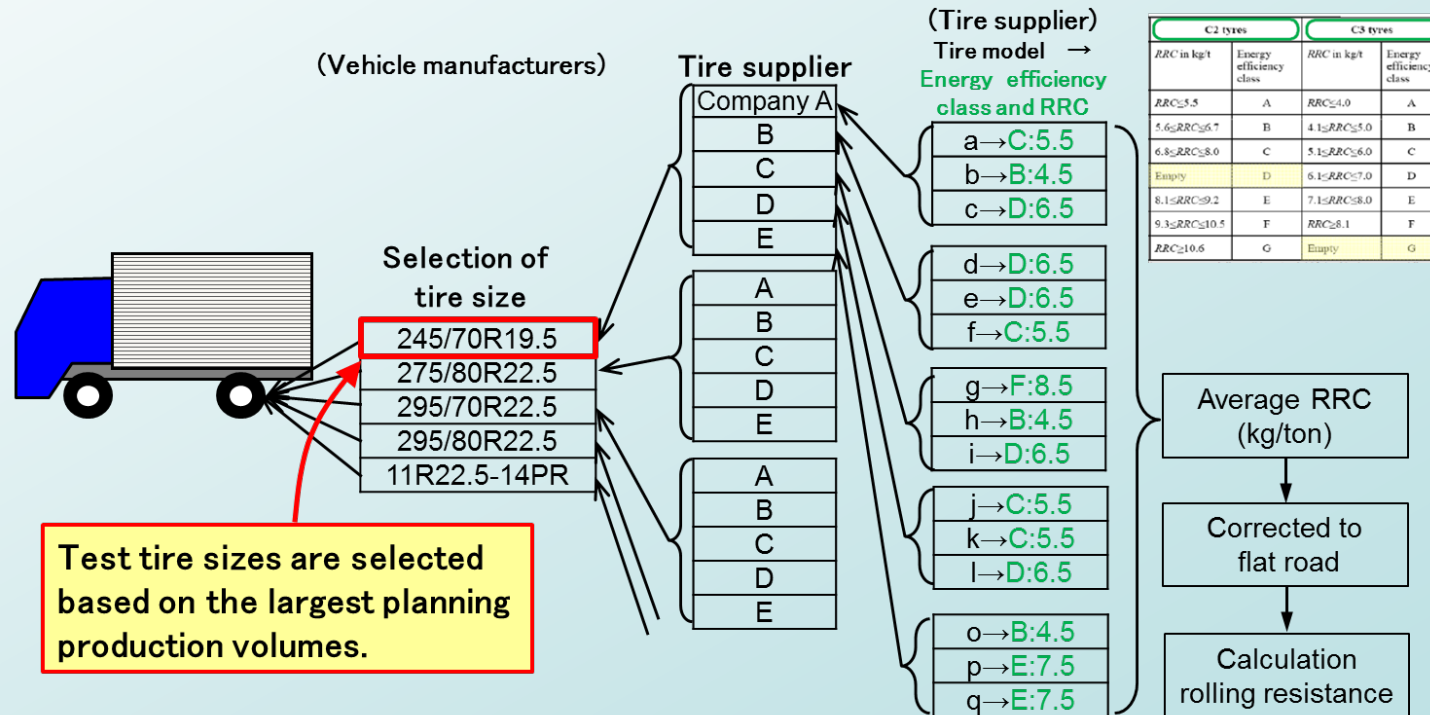 (Vehicle manufacturers)
Selection of
tire size
245/70R19.5
275/80R22.5
295/70R22.5
295/80R22.5
11R22.5-14PR
Test tire sizes are selected
based on the largest planning
production volumes.
Tire supplier
Company A
B
C
D
E
A
B
C
D
E
A
B
C
D
E
(Tire supplier)
Tire model →
Energy efficiency
class and RRC
a→C:5.5
b→B:4.5
c→D:6.5
d→D:6.5
e→D:6.5
f→C:5.5
g→F:8.5
h→B:4.5
i→D:6.5
j→C:5.5
k→C:5.5
l→D:6.5
o→B:4.5
p→E:7.5
q→E:7.5
C2 tyres C3 tyres
RRC in kg/t Energy efficiency class RRC in kg/t Energy efficiency class
RRC≤5.5 A RRC≤4.0 A
5.6≤RRC≤6.7 B 4.1≤RRC≤5.0 B
6.8≤RRC≤8.0 C 5.1≤RRC≤6.0 C
Empty D 6.1≤RRC≤7.0 D
8.1≤RRC≤9.2 E 7.1≤RRC≤8.0 E
9.3≤RRC≤10.5 F RRC≥8.1 F
RRC≥10.6 G Empty G
Average RRC
(kg/ton)
Corrected to
flat road
Calculation
rolling resistance